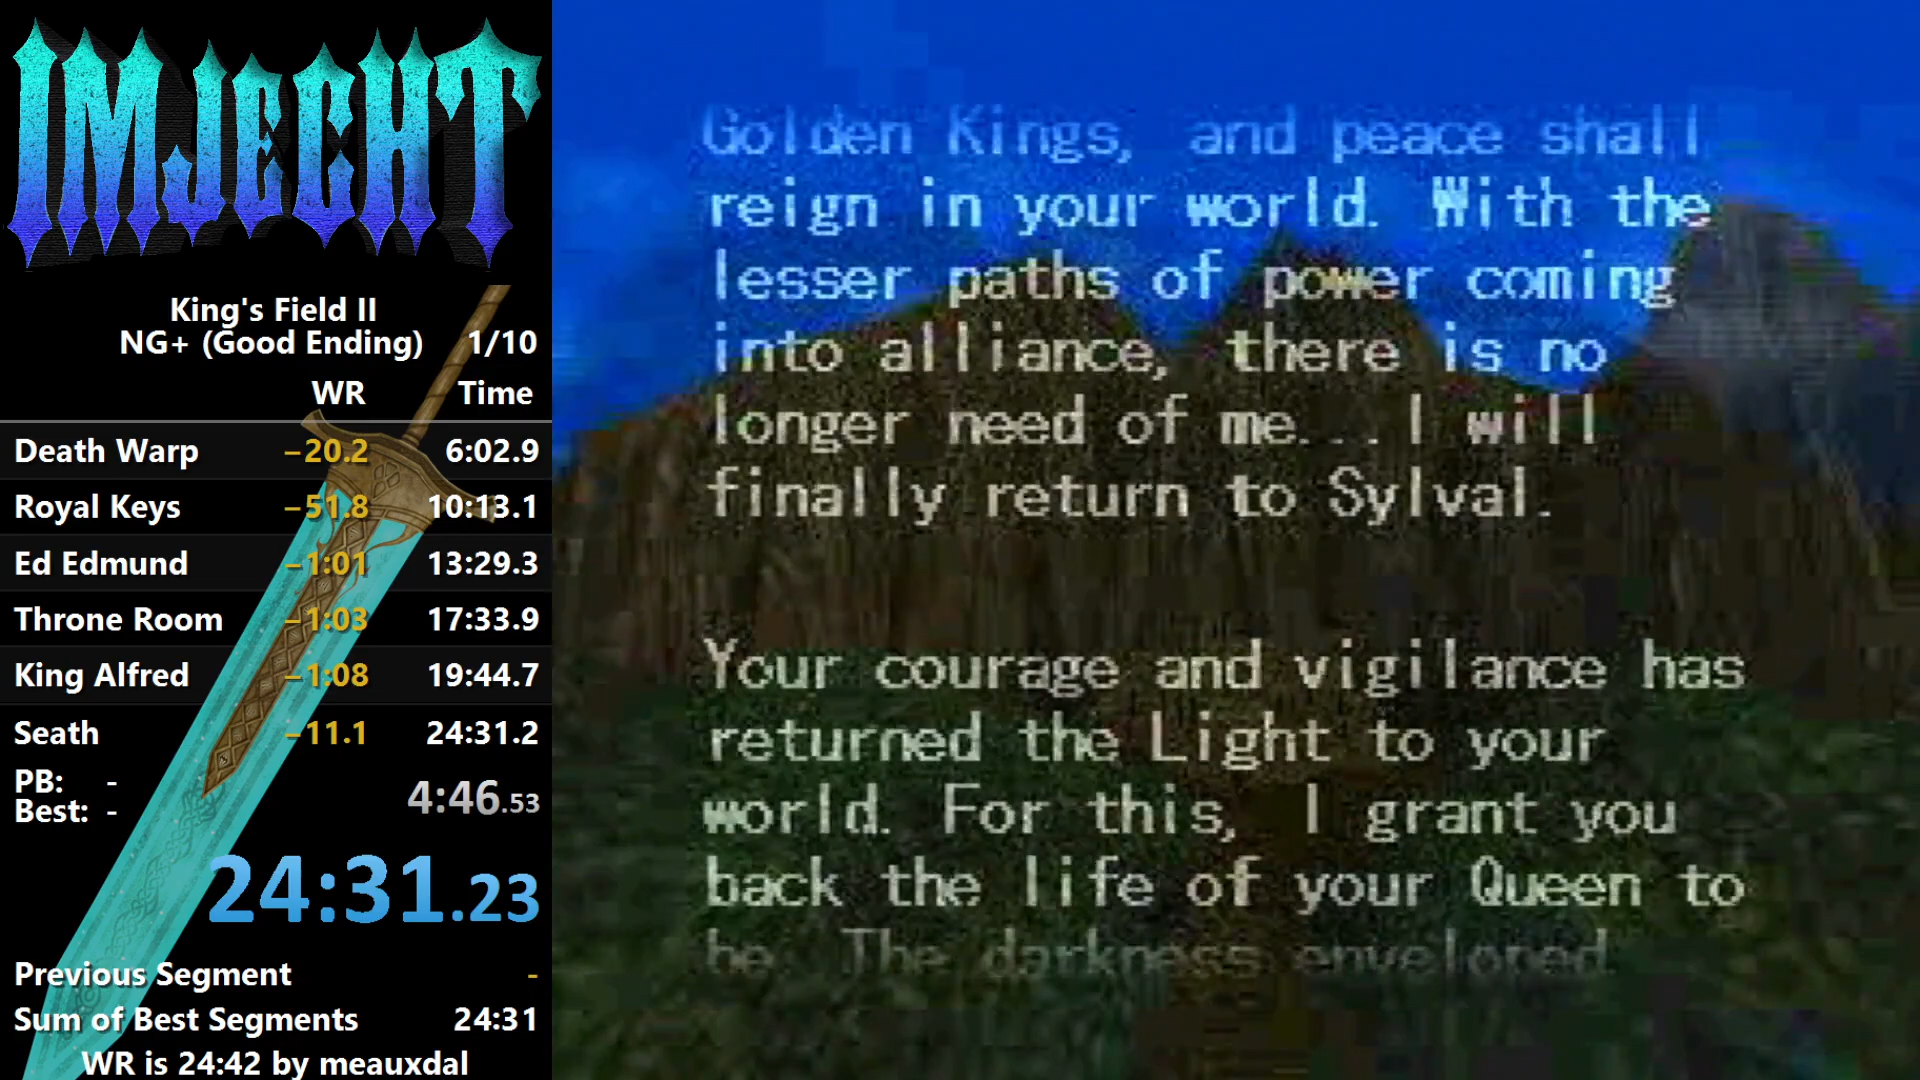 IMJECHT
King's Field II
NG+ (Good Ending) 1/10
WR Time
Death Warp −20.2 6:02.9
Royal Keys −51.8 10:13.1
Ed Edmund −1:01 13:29.3
Throne Room −1:03 17:33.9
King Alfred −1:08 19:44.7
Seath −11.1 24:31.2
PB: -
Best: -
4:46.53
24:31.23
Previous Segment -
Sum of Best Segments 24:31
WR is 24:42 by meauxdal
Golden Kings, and peace shall
reign in your world. With the
lesser paths of power coming
into alliance, there is no
longer need of me...I will
finally return to Sylval.
Your courage and vigilance has
returned the Light to your
world. For this, I grant you
back the life of your Queen to
be. The darkness enveloped